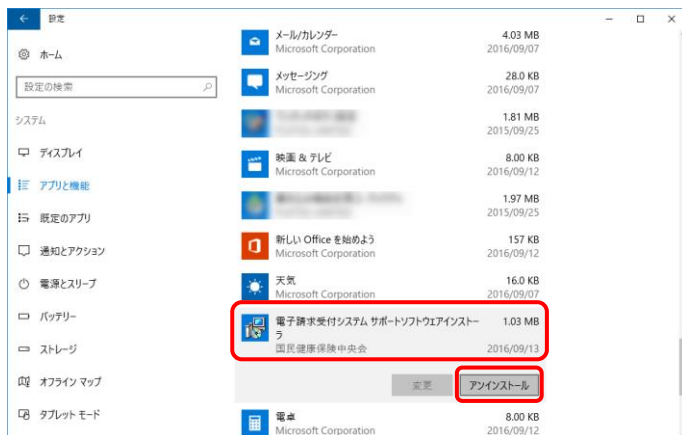 設定
ホーム
設定の検索
システム
ディスプレイ
アプリと機能
既定のアプリ
通知とアクション
電源とスリープ
バッテリー
ストレージ
オフライン マップ
タブレット モード
メール/カレンダー
4.03 MB
Microsoft Corporation
2016/09/07
メッセージング
28.0 KB
Microsoft Corporation
2016/09/07
1.81 MB
2015/09/25
映画 & テレビ
8.00 KB
Microsoft Corporation
2016/09/12
1.97 MB
2015/09/25
新しい Office を始めよう
157 KB
Microsoft Corporation
2016/09/12
天気
16.0 KB
Microsoft Corporation
2016/09/07
電子請求受付システム サポートソフトウェアインストー
ラ
1.03 MB
国民健康保険中央会
2016/09/13
変更
アンインストール
電卓
8.00 KB
Microsoft Corporation
2016/09/12